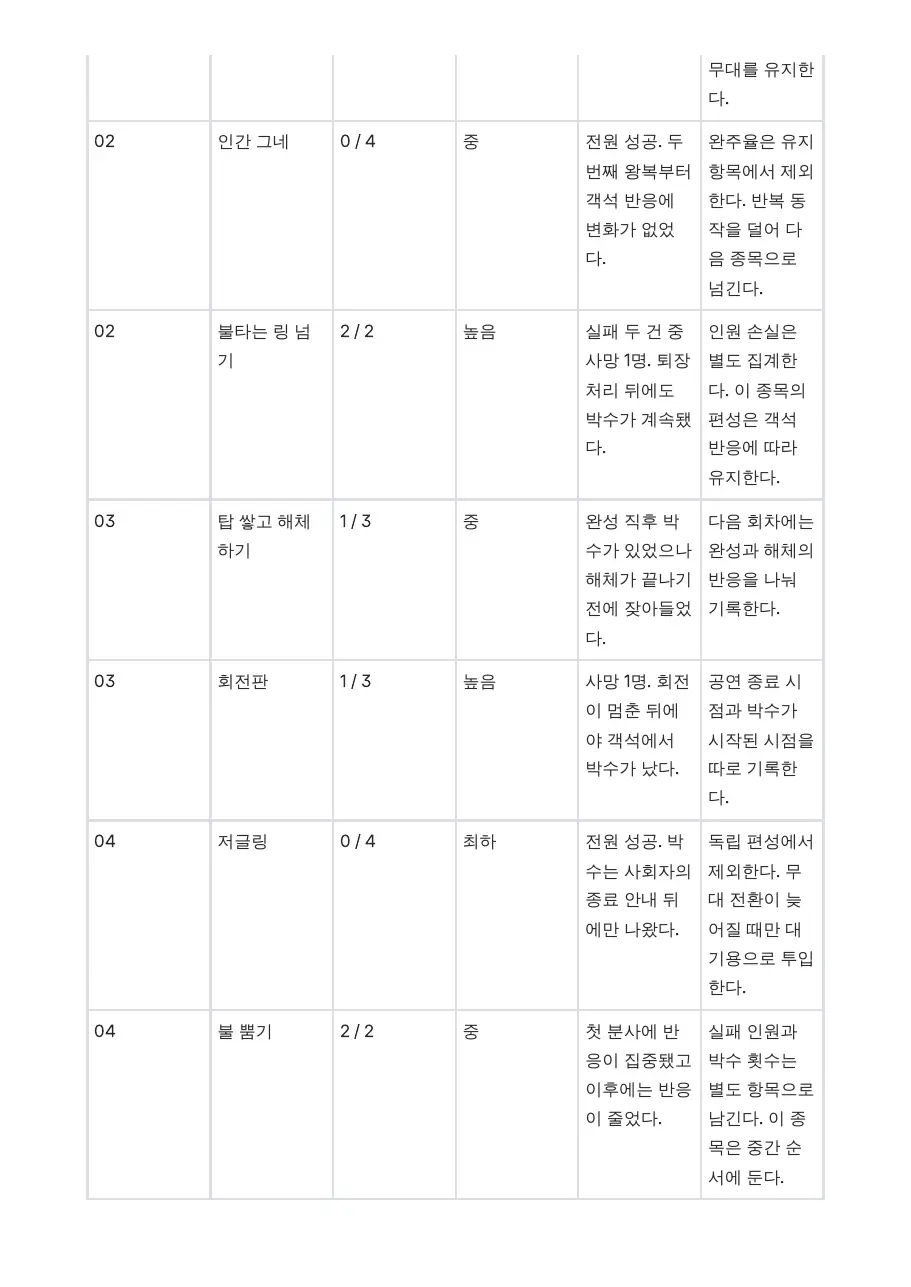 무대를 유지한
다.
02
인간 그네
0 / 4
중
전원 성공. 두
번째 왕복부터
객석 반응에
변화가 없었
다.
완주율은 유지
항목에서 제외
한다. 반복 동
작을 덜어 다
음 종목으로
넘긴다.
02
불타는 링 넘
기
2 / 2
높음
실패 두 건 중
사망 1명. 퇴장
처리 뒤에도
박수가 계속됐
다.
인원 손실은
별도 집계한
다. 이 종목의
편성은 객석
반응에 따라
유지한다.
03
탑 쌓고 해체
하기
1 / 3
중
완성 직후 박
수가 있었으나
해체가 끝나기
전에 잦아들었
다.
다음 회차에는
완성과 해체의
반응을 나눠
기록한다.
03
회전판
1 / 3
높음
사망 1명. 회전
이 멈춘 뒤에
야 객석에서
박수가 났다.
공연 종료 시
점과 박수가
시작된 시점을
따로 기록한
다.
04
저글링
0 / 4
최하
전원 성공. 박
수는 사회자의
종료 안내 뒤
에만 나왔다.
독립 편성에서
제외한다. 무
대 전환이 늦
어질 때만 대
기용으로 투입
한다.
04
불 뿜기
2 / 2
중
첫 분사에 반
응이 집중됐고
이후에는 반응
이 줄었다.
실패 인원과
박수 횟수는
별도 항목으로
남긴다. 이 종
목은 중간 순
서에 둔다.